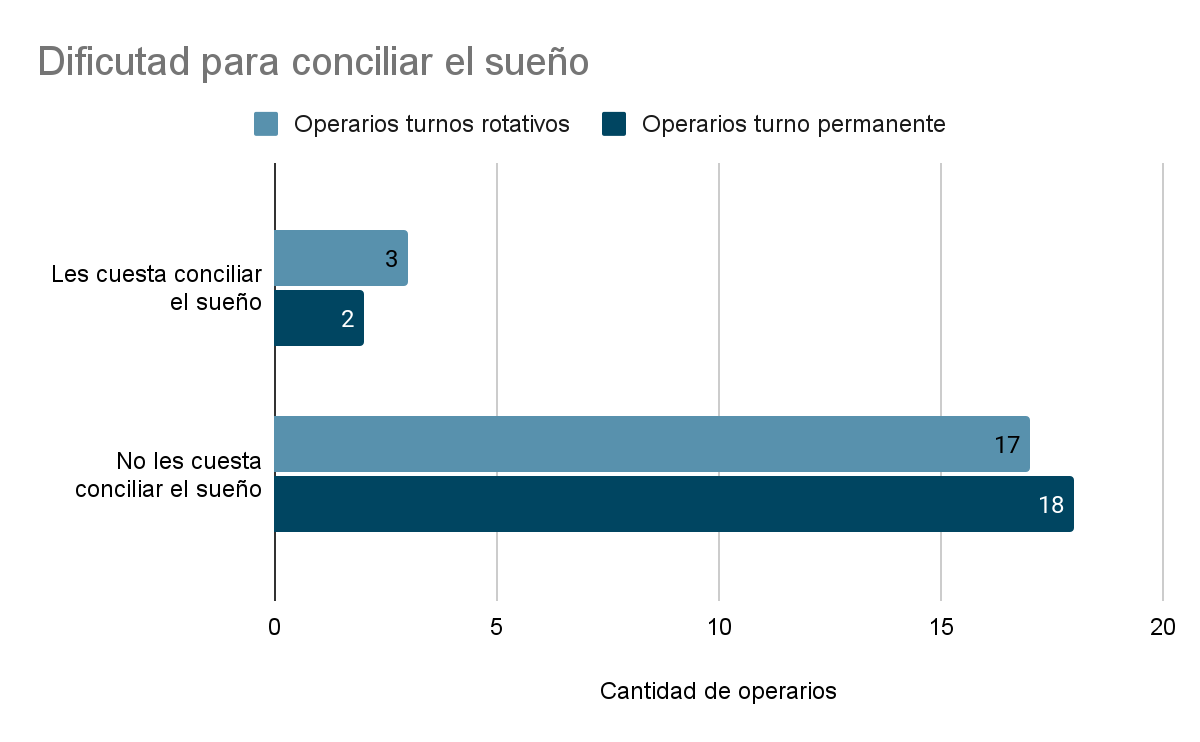 Dificutad para conciliar el sueño
Operarios turnos rotativos
Operarios turno permanente
Les cuesta conciliar
el sueño
3
2
No les cuesta
conciliar el sueño
17
18
0 5 10 15 20
Cantidad de operarios